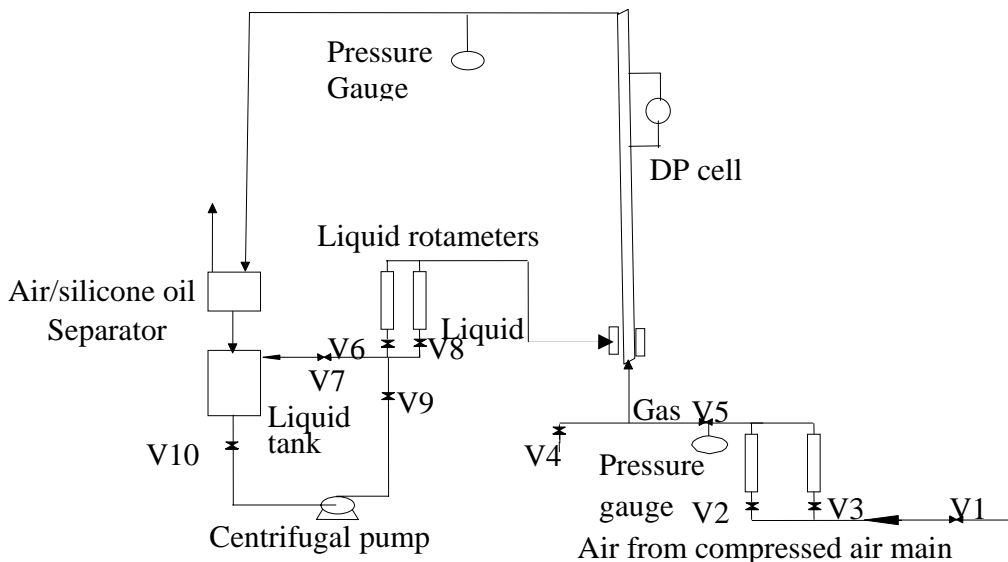 Pressure
Gauge
DP cell
Liquid rotameters
Air/silicone oil
Separator
Liquid
V6
V8
V7
V9
Liquid
tank
Gas
V5
V4
V10
Pressure
gauge
V2
V3
V1
Centrifugal pump
Air from compressed air main